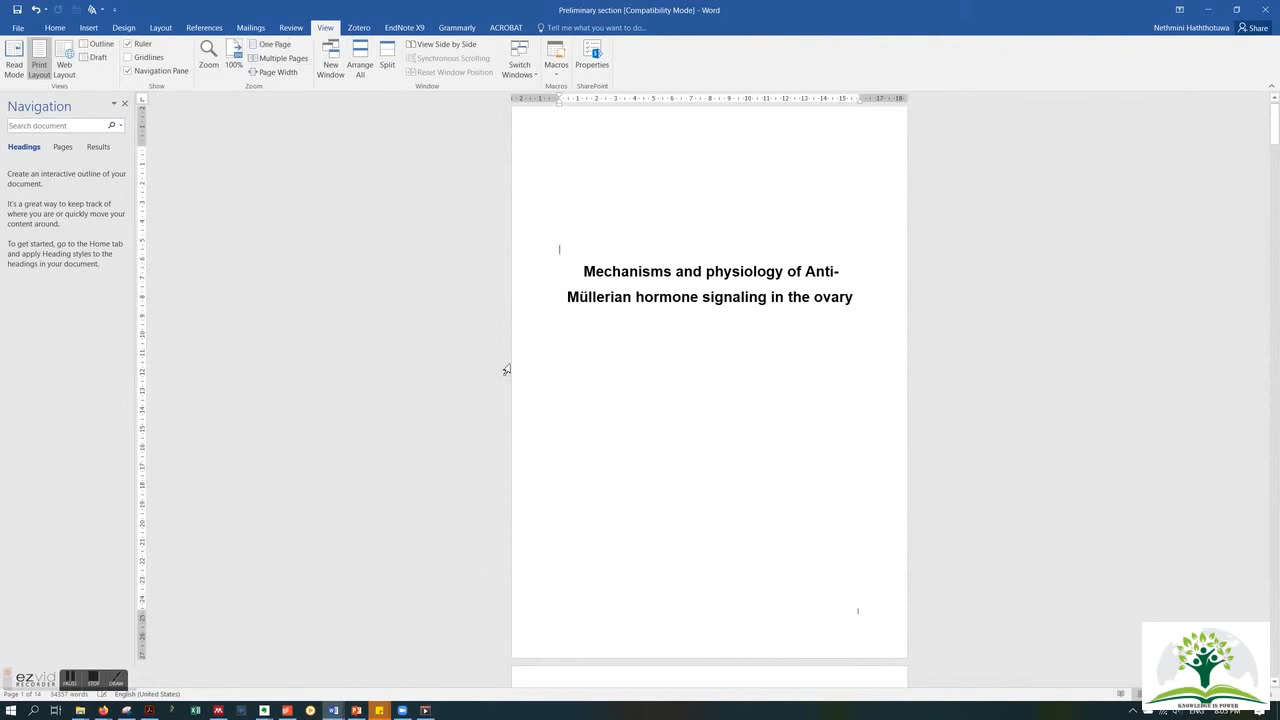 Preliminary section [Compatibility Mode] - Word
File Home Insert Design Layout References Mailings Review View Zotero EndNote X9 Grammarly ACROBAT Tell me what you want to do... Nethmini Haththotuwa Share
Read Mode
Print Layout
Web Layout
Outline
Draft
Views
Ruler
Gridlines
Navigation Pane
Show
Zoom
100%
One Page
Multiple Pages
Page Width
Zoom
New Window
Arrange All
Split
View Side by Side
Synchronous Scrolling
Reset Window Position
Window
Switch Windows
Macros
Macros
Properties
SharePoint
Navigation
Search document
Headings Pages Results
Create an interactive outline of your
document.
It's a great way to keep track of
where you are or quickly move your
content around.
To get started, go to the Home tab
and apply Heading styles to the
headings in your document.
Mechanisms and physiology of Anti-
Müllerian hormone signaling in the ovary
1
ezvid
RECORDER
PAUSE STOP DRAW
Page 1 of 14 34357 words English (United States)
KNOWLEDGE IS POWER
ENG 8:05 PM